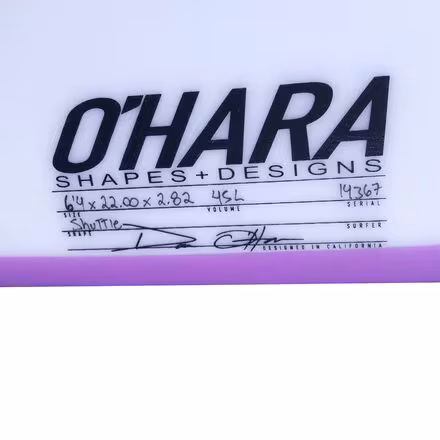 O'HARA
SHAPES + DESIGNS
6'4 x 22.00 x 2.82 45L 14367
SIZE VOLUME SERIAL
Shuttle
SHAPE SURFER
DESIGNED IN CALIFORNIA